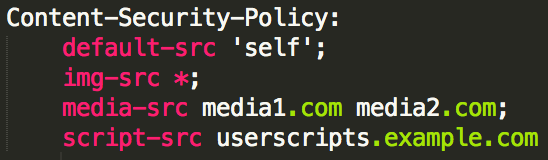 Content-Security-Policy:
default-src 'self';
img-src *;
media-src media1.com media2.com;
script-src userscripts.example.com